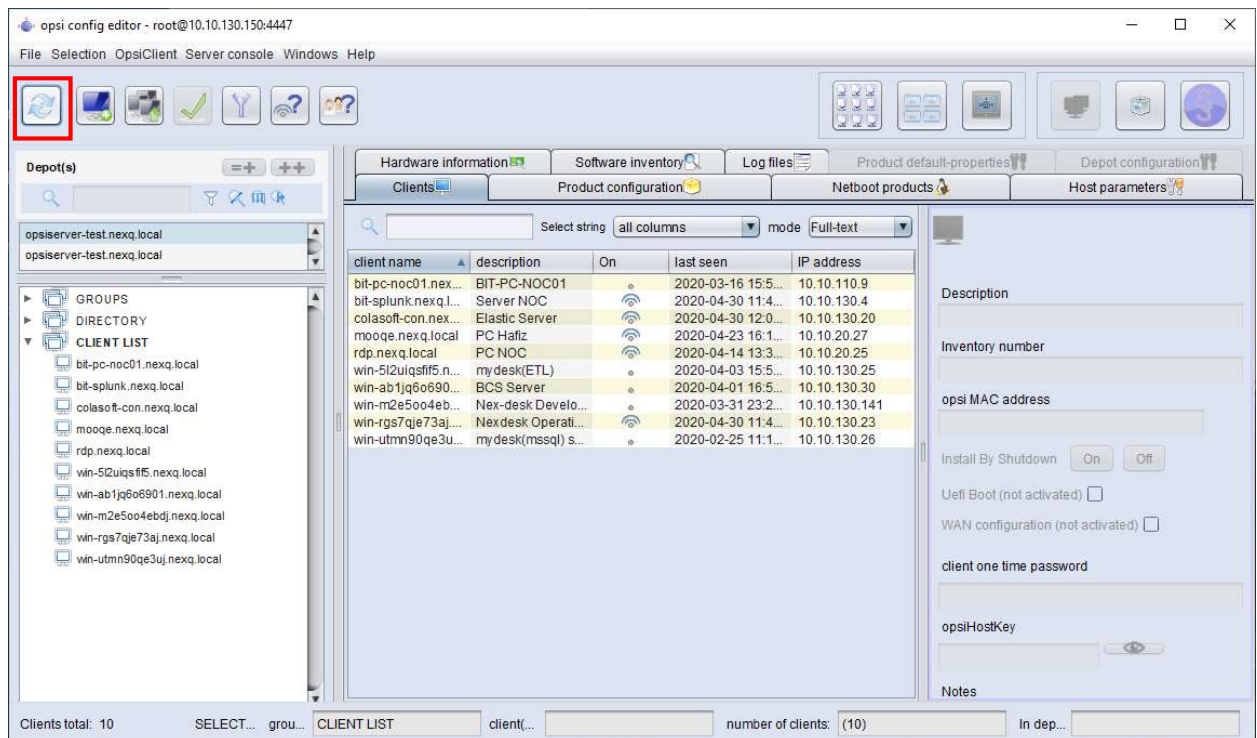 opsi config editor - root@10.10.130.150:4447
File Selection OpsiClient Server console Windows Help
Depot(s)
=+ ++
opsiserver-test.nexq.local
opsiserver-test.nexq.local
GROUPS
DIRECTORY
CLIENT LIST
bit-pc-noc01.nexq.local
bit-splunk.nexq.local
colasoft-con.nexq.local
mooqe.nexq.local
rdp.nexq.local
win-5l2uiqsfif5.nexq.local
win-ab1jq6o6901.nexq.local
win-m2e5oo4ebdj.nexq.local
win-rgs7qje73aj.nexq.local
win-utmn90qe3uj.nexq.local
Hardware information Software inventory Log files Product default-properties Depot configuratiion
Clients Product configuration Netboot products Host parameters
Select string all columns mode Full-text
client name description On last seen IP address
bit-pc-noc01.nex... BIT-PC-NOC01 2020-03-16 15:5... 10.10.110.9
bit-splunk.nexq.l... Server NOC 2020-04-30 11:4... 10.10.130.4
colasoft-con.nex... Elastic Server 2020-04-30 12:0... 10.10.130.20
mooqe.nexq.local PC Hafiz 2020-04-23 16:1... 10.10.20.27
rdp.nexq.local PC NOC 2020-04-14 13:3... 10.10.20.25
win-5l2uiqsfif5.n... mydesk(ETL) 2020-04-03 15:5... 10.10.130.25
win-ab1jq6o690... BCS Server 2020-04-01 16:5... 10.10.130.30
win-m2e5oo4eb... Nex-desk Develo... 2020-03-31 23:2... 10.10.130.141
win-rgs7qje73aj.... Nexdesk Operati... 2020-04-30 11:4... 10.10.130.23
win-utmn90qe3u... mydesk(mssql) s... 2020-02-25 11:1... 10.10.130.26
Description
Inventory number
opsi MAC address
Install By Shutdown On Off
Uefi Boot (not activated)
WAN configuration (not activated)
client one time password
opsiHostKey
Notes
Clients total: 10 SELECT... grou... CLIENT LIST client(... number of clients: (10) In dep...